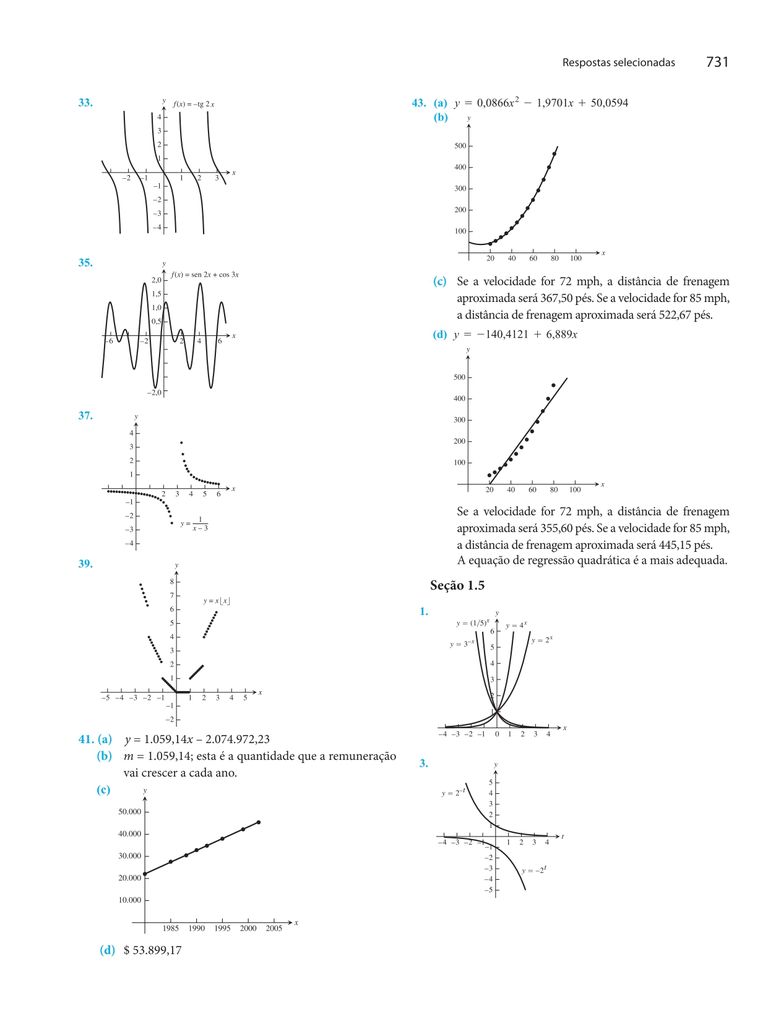 Respostas selecionadas 731
33.
y
f(x) = –tg 2x
4
3
2
1
–2 –1 1 2 3 x
–1
–2
–3
–4
35.
y
f(x) = sen 2x + cos 3x
2,0
1,5
1,0
0,5
–6 –2 2 4 6 x
–2,0
37.
y
4
3
2
1
2 3 4 5 6 x
–1
–2
–3
–4
y = 1
x – 3
39.
y
8
7
6
5
4
3
2
1
y = x⌊x⌋
–5 –4 –3 –2 –1 1 2 3 4 5 x
–1
–2
41. (a) y = 1.059,14x – 2.074.972,23
(b) m = 1.059,14; esta é a quantidade que a remuneração
vai crescer a cada ano.
(c)
y
50.000
40.000
30.000
20.000
10.000
1985 1990 1995 2000 2005 x
(d) $ 53.899,17
43. (a) y = 0,0866x² − 1,9701x + 50,0594
(b)
y
500
400
300
200
100
20 40 60 80 100 x
(c) Se a velocidade for 72 mph, a distância de frenagem
aproximada será 367,50 pés. Se a velocidade for 85 mph,
a distância de frenagem aproximada será 522,67 pés.
(d) y = −140,4121 + 6,889x
y
500
400
300
200
100
20 40 60 80 100 x
Se a velocidade for 72 mph, a distância de frenagem
aproximada será 355,60 pés. Se a velocidade for 85 mph,
a distância de frenagem aproximada será 445,15 pés.
A equação de regressão quadrática é a mais adequada.
Seção 1.5
1.
y
y = (1/5)ˣ
y = 4ˣ
y = 3⁻ˣ
y = 2ˣ
6
5
4
3
2
–4 –3 –2 –1 0 1 2 3 4 x
3.
y
y = 2⁻ᵗ
5
4
3
2
1
–4 –3 –2 –1 1 2 3 4 t
–1
–2
–3
–4
–5
y = –2ᵗ